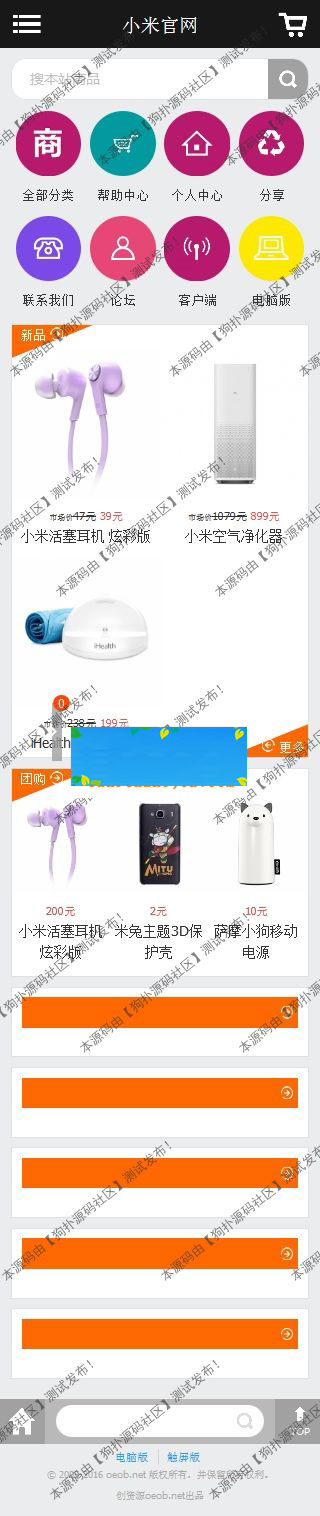 小米官网
搜本站商品
商
全部分类 帮助中心 个人中心 分享
联系我们 论坛 客户端 电脑版
新品
市场价47元 39元 市场价1079元 899元
小米活塞耳机 炫彩版 小米空气净化器
iHealth
0
市场价238元 199元
iHealth
更多
团购
MITU
200元 2元 10元
小米活塞耳机 米兔主题3D保 萨摩小狗移动
炫彩版 护壳 电源
TOP
电脑版 触屏版
版权所有，并保留所有权利。
创资源oeob.net出品
本源码由【狗扑源码社区】测试发布！